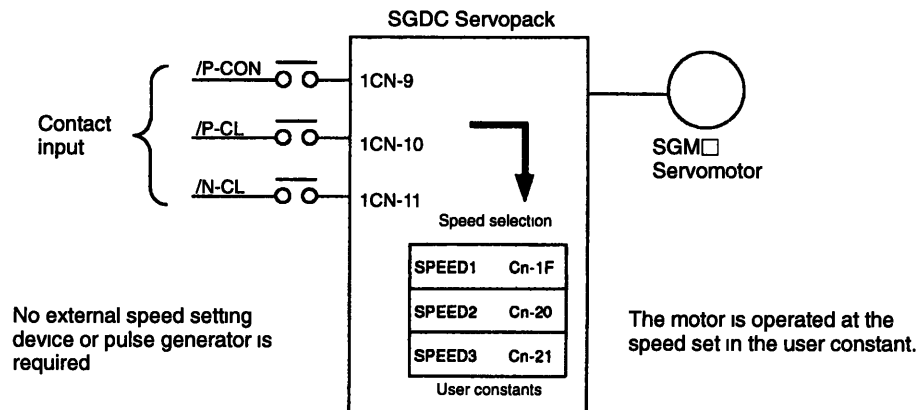 SGDC Servopack
/P-CON
1CN-9
Contact
input
/P-CL
1CN-10
/N-CL
1CN-11
SGM□
Servomotor
Speed selection
SPEED1 Cn-1F
SPEED2 Cn-20
SPEED3 Cn-21
User constants
No external speed setting
device or pulse generator is
required
The motor is operated at the
speed set in the user constant.